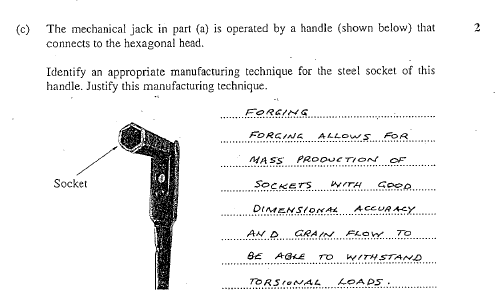 (c) The mechanical jack in part (a) is operated by a handle (shown below) that 2
connects to the hexagonal head.
Identify an appropriate manufacturing technique for the steel socket of this
handle. Justify this manufacturing technique.
FORGING
FORGING ALLOWS FOR
MASS PRODUCTION OF
SOCKETS WITH GOOD
Socket
DIMENSIONAL ACCURACY
AND GRAIN FLOW TO
BE ABLE TO WITHSTAND
TORSIONAL LOADS.